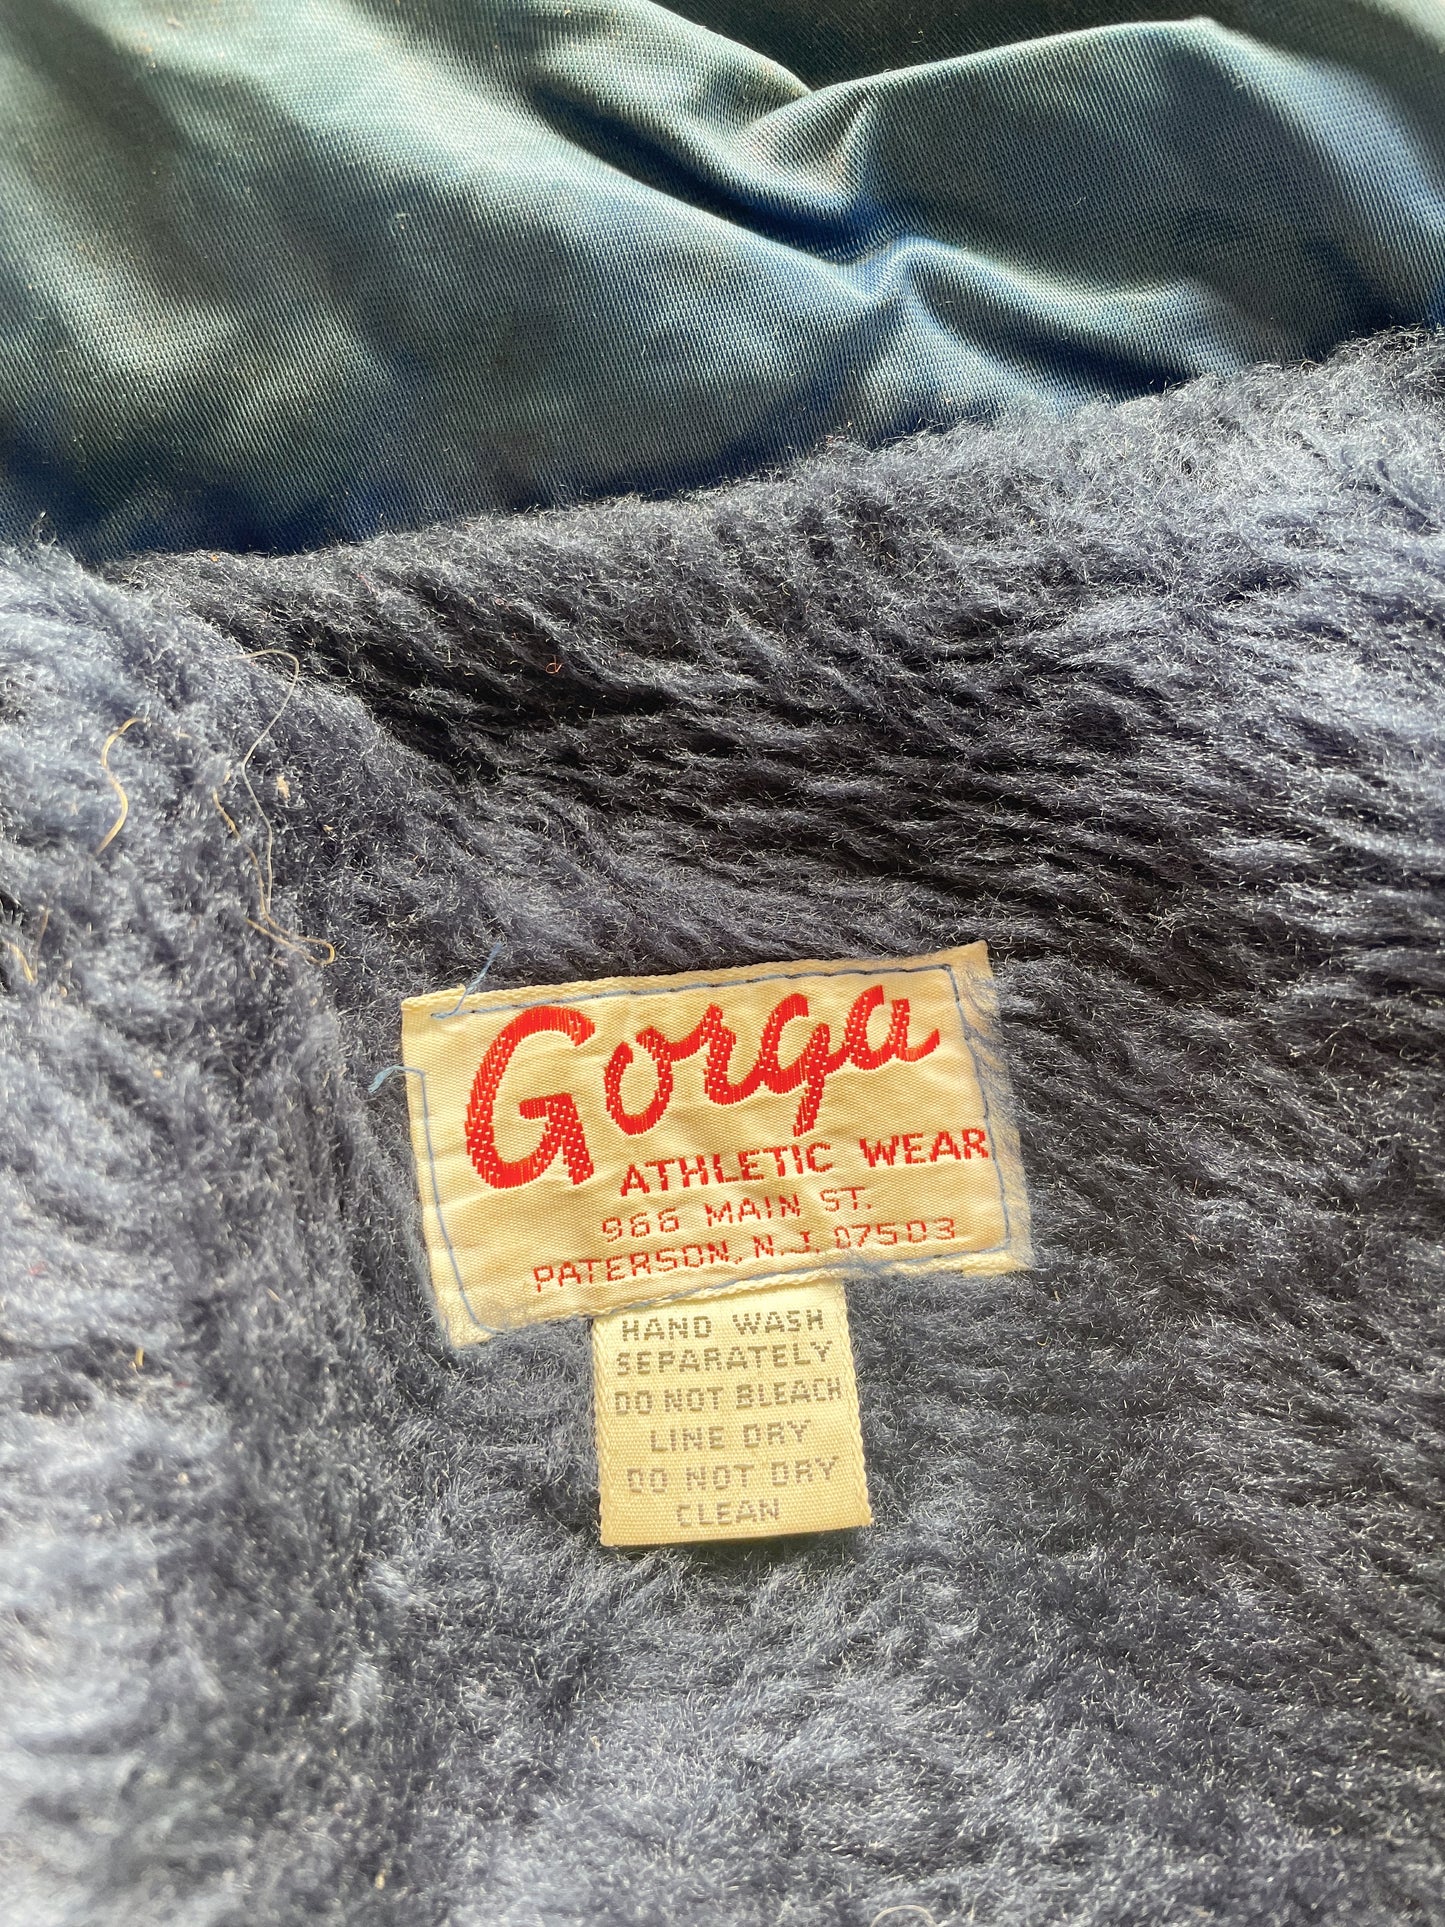 Gorga
ATHLETIC WEAR
966 MAIN ST.
PATERSON, N.J. 07503
HAND WASH
SEPARATELY
DO NOT BLEACH
LINE DRY
DO NOT DRY
CLEAN